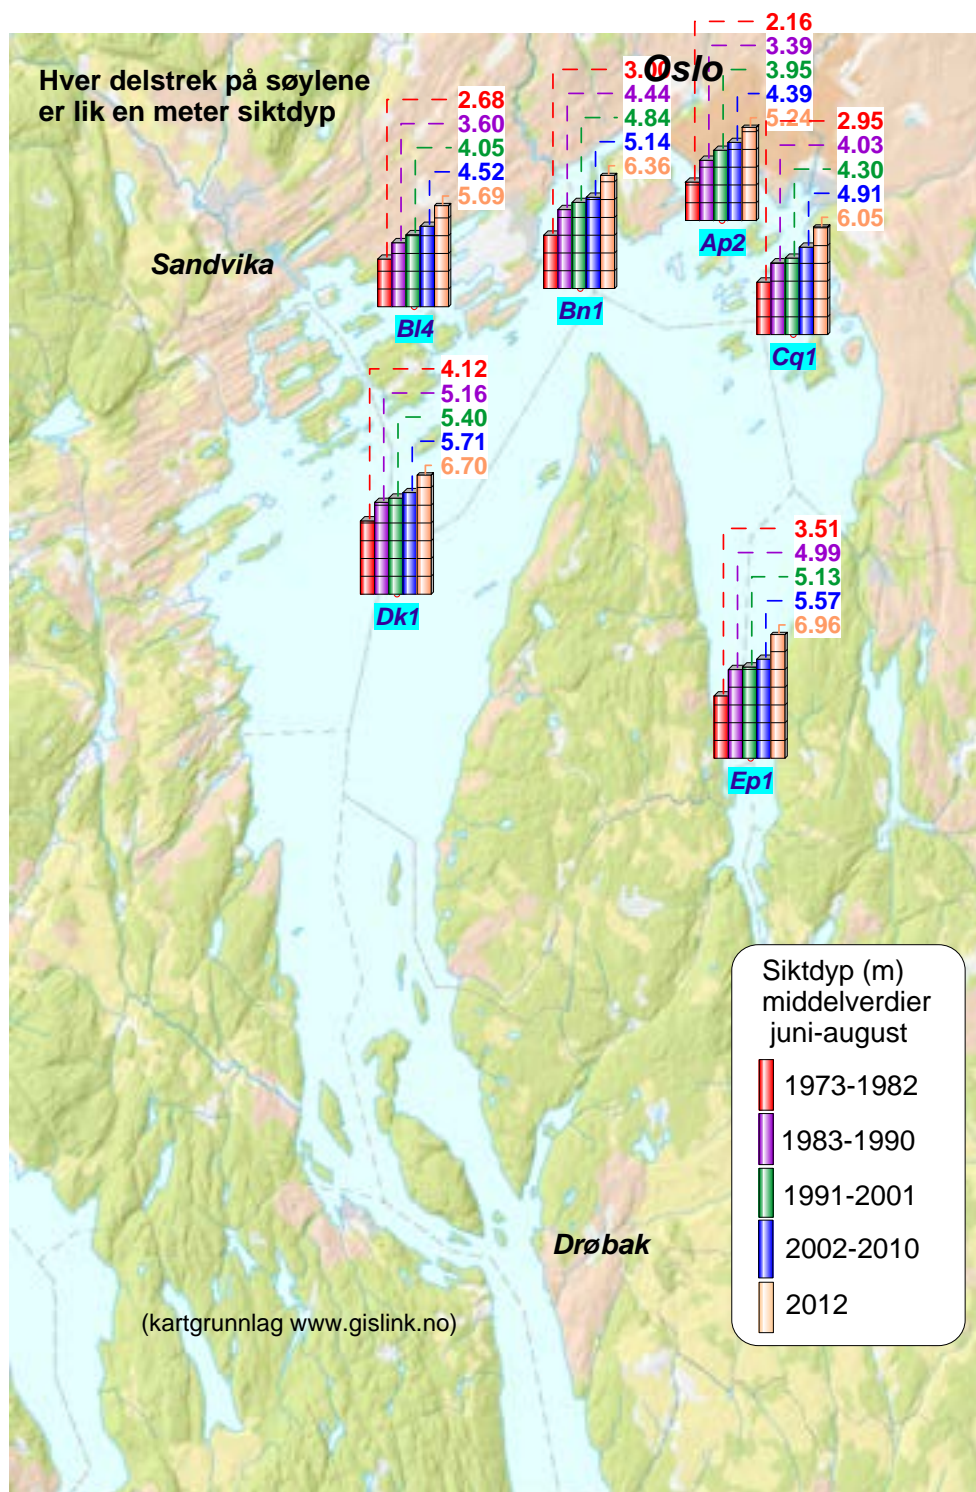 Hver delstrek på søylene
er lik en meter siktdyp
Oslo
2.16
3.39
3.95
4.39
5.24
Ap2
3.00
4.44
4.84
5.14
6.36
Bn1
2.68
3.60
4.05
4.52
5.69
Bl4
2.95
4.03
4.30
4.91
6.05
Cq1
Sandvika
4.12
5.16
5.40
5.71
6.70
Dk1
3.51
4.99
5.13
5.57
6.96
Ep1
Siktdyp (m)
middelverdier
juni-august
1973-1982
1983-1990
1991-2001
2002-2010
2012
Drøbak
(kartgrunnlag www.gislink.no)